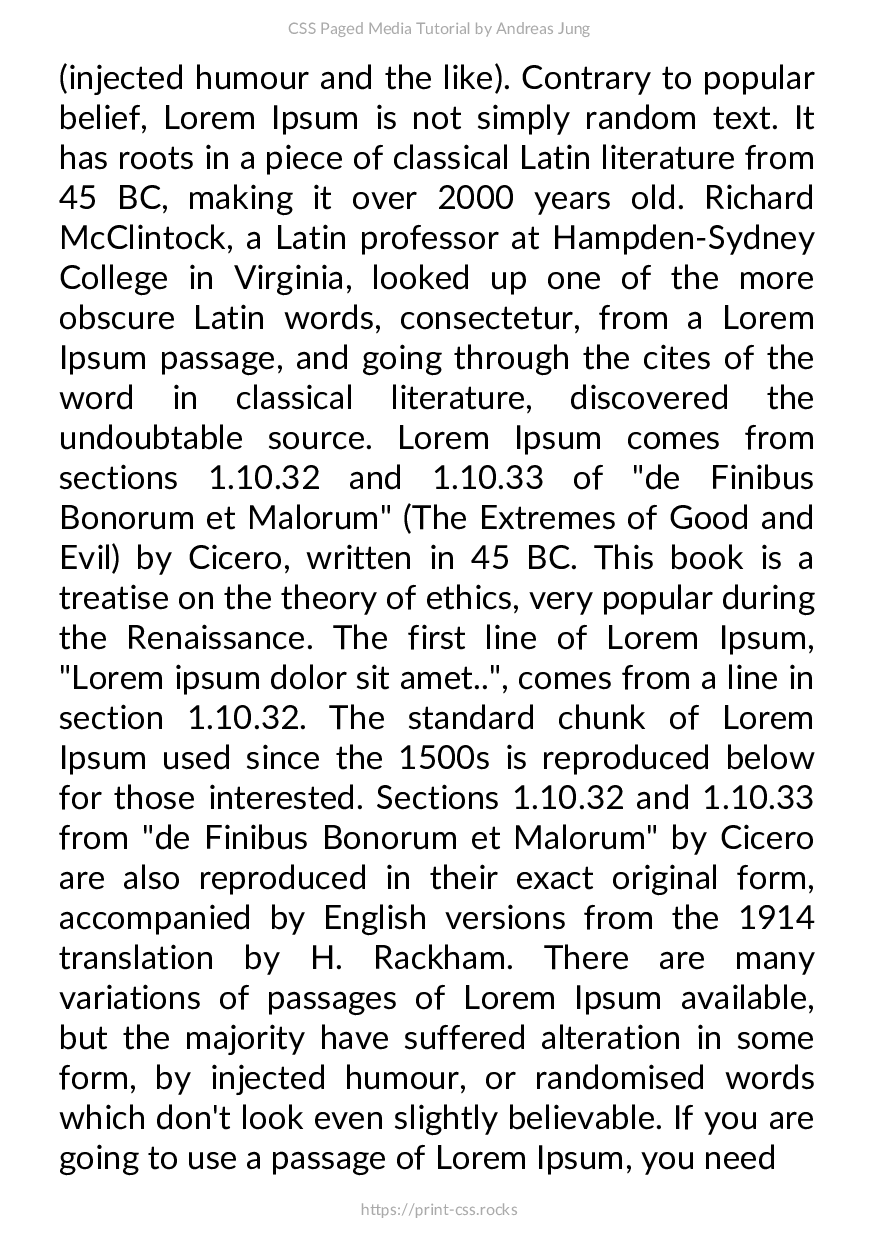 CSS Paged Media Tutorial by Andreas Jung
(injected humour and the like). Contrary to popular
belief, Lorem Ipsum is not simply random text. It
has roots in a piece of classical Latin literature from
45 BC, making it over 2000 years old. Richard
McClintock, a Latin professor at Hampden-Sydney
College in Virginia, looked up one of the more
obscure Latin words, consectetur, from a Lorem
Ipsum passage, and going through the cites of the
word in classical literature, discovered the
undoubtable source. Lorem Ipsum comes from
sections 1.10.32 and 1.10.33 of "de Finibus
Bonorum et Malorum" (The Extremes of Good and
Evil) by Cicero, written in 45 BC. This book is a
treatise on the theory of ethics, very popular during
the Renaissance. The first line of Lorem Ipsum,
"Lorem ipsum dolor sit amet..", comes from a line in
section 1.10.32. The standard chunk of Lorem
Ipsum used since the 1500s is reproduced below
for those interested. Sections 1.10.32 and 1.10.33
from "de Finibus Bonorum et Malorum" by Cicero
are also reproduced in their exact original form,
accompanied by English versions from the 1914
translation by H. Rackham. There are many
variations of passages of Lorem Ipsum available,
but the majority have suffered alteration in some
form, by injected humour, or randomised words
which don't look even slightly believable. If you are
going to use a passage of Lorem Ipsum, you need
https://print-css.rocks